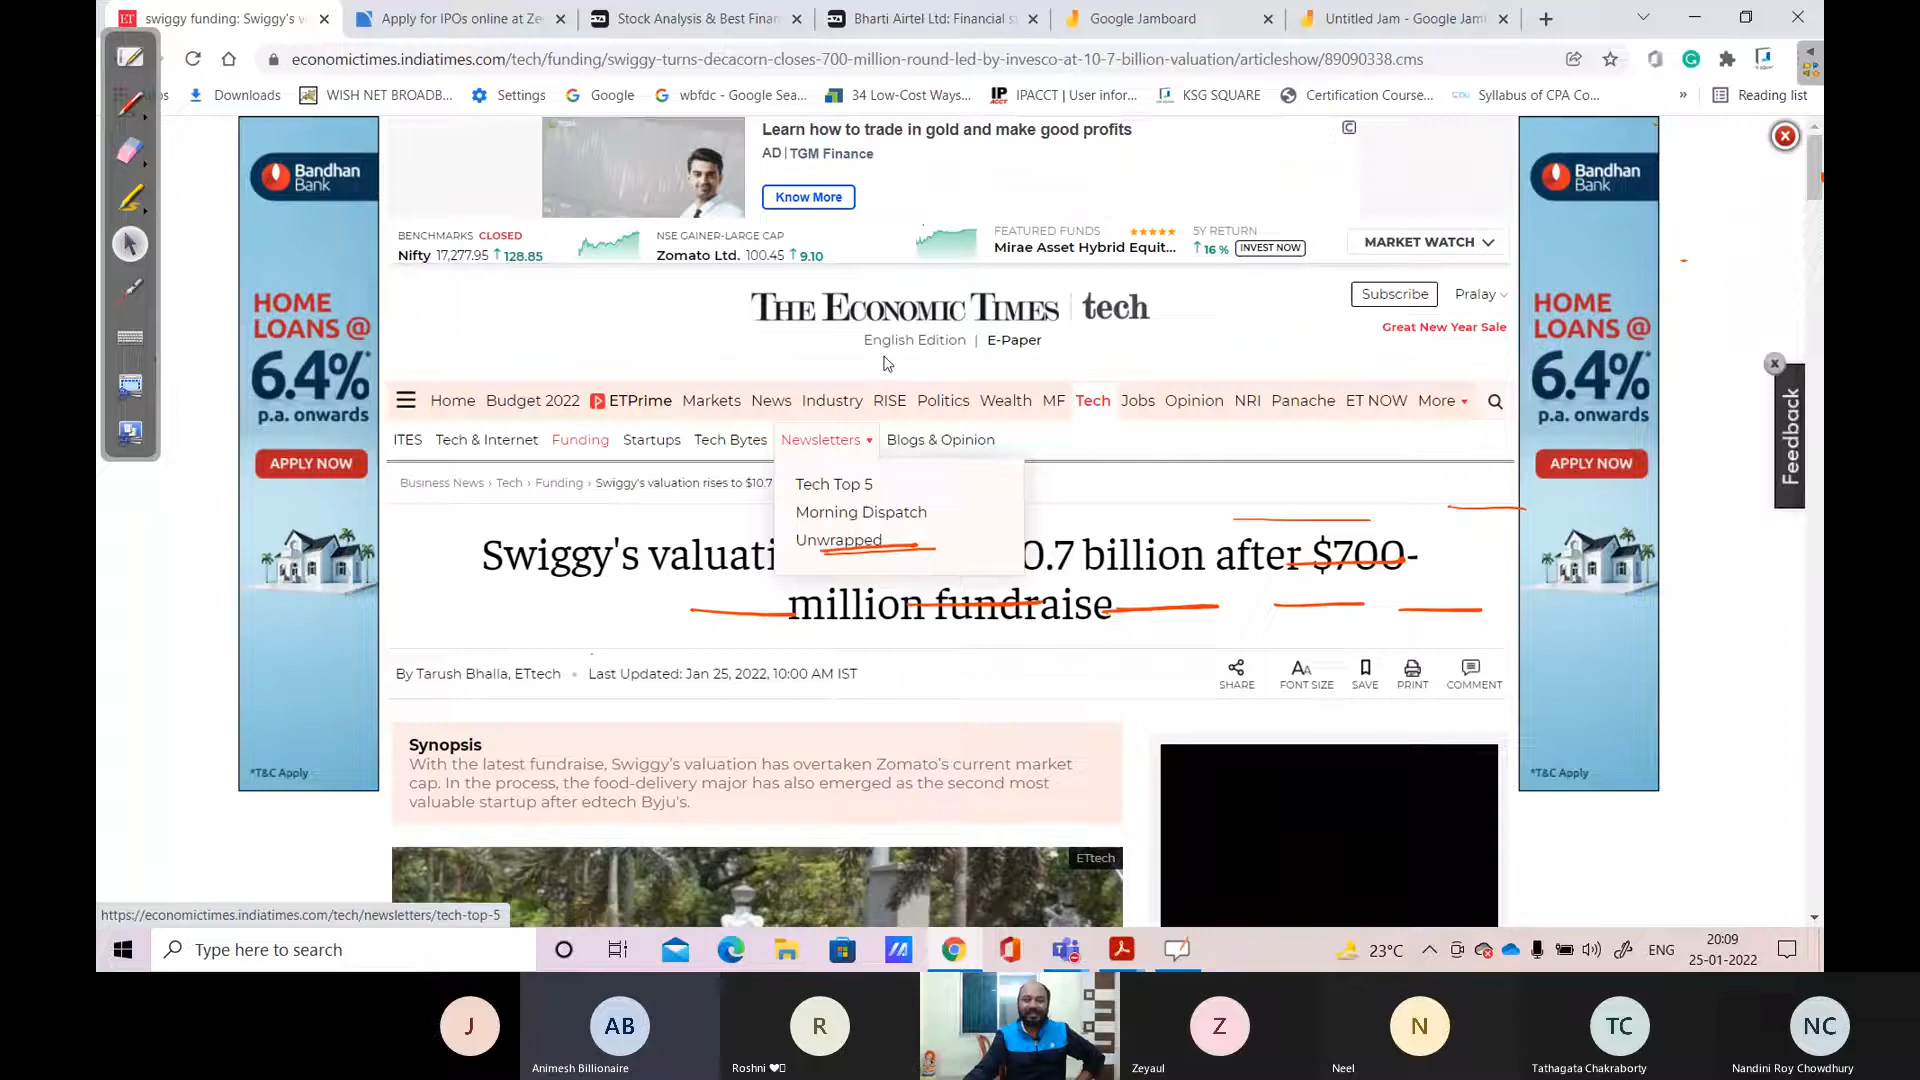 swiggy funding: Swiggy's v
Apply for IPOs online at Ze
Stock Analysis & Best Finan
Bharti Airtel Ltd: Financial s
Google Jamboard
Untitled Jam - Google Jam
economictimes.indiatimes.com/tech/funding/swiggy-turns-decacorn-closes-700-million-round-led-by-invesco-at-10-7-billion-valuation/articleshow/89090338.cms
Downloads
WISH NET BROADB...
Settings
Google
wbfdc - Google Sea...
34 Low-Cost Ways...
IPACCT | User infor...
KSG SQUARE
Certification Course...
Syllabus of CPA Co...
»
Reading list
Learn how to trade in gold and make good profits
AD | TGM Finance
Know More
BENCHMARKS CLOSED
Nifty 17,277.95 ↑128.85
NSE GAINER-LARGE CAP
Zomato Ltd. 100.45 ↑9.10
FEATURED FUNDS ★★★★★
Mirae Asset Hybrid Equit...
5Y RETURN
↑16 % INVEST NOW
MARKET WATCH
THE ECONOMIC TIMES | tech
English Edition | E-Paper
Subscribe
Pralay
Great New Year Sale
Home Budget 2022 ETPrime Markets News Industry RISE Politics Wealth MF Tech Jobs Opinion NRI Panache ET NOW More
ITES Tech & Internet Funding Startups Tech Bytes Newsletters Blogs & Opinion
Business News › Tech › Funding › Swiggy's valuation rises to $10.7
Tech Top 5
Morning Dispatch
Unwrapped
Swiggy's valuati 0.7 billion after $700-
million fundraise
By Tarush Bhalla, ETtech • Last Updated: Jan 25, 2022, 10:00 AM IST
SHARE
FONT SIZE
SAVE
PRINT
COMMENT
Synopsis
With the latest fundraise, Swiggy's valuation has overtaken Zomato's current market
cap. In the process, the food-delivery major has also emerged as the second most
valuable startup after edtech Byju's.
ETtech
Bandhan
Bank
HOME
LOANS @
6.4%*
p.a. onwards
APPLY NOW
*T&C Apply
Bandhan
Bank
HOME
LOANS @
6.4%*
p.a. onwards
APPLY NOW
*T&C Apply
Feedback
https://economictimes.indiatimes.com/tech/newsletters/tech-top-5
Type here to search
23°C
ENG
20:09
25-01-2022
J
AB
Animesh Billionaire
R
Roshni ❤
Z
Zeyaul
N
Neel
TC
Tathagata Chakraborty
NC
Nandini Roy Chowdhury